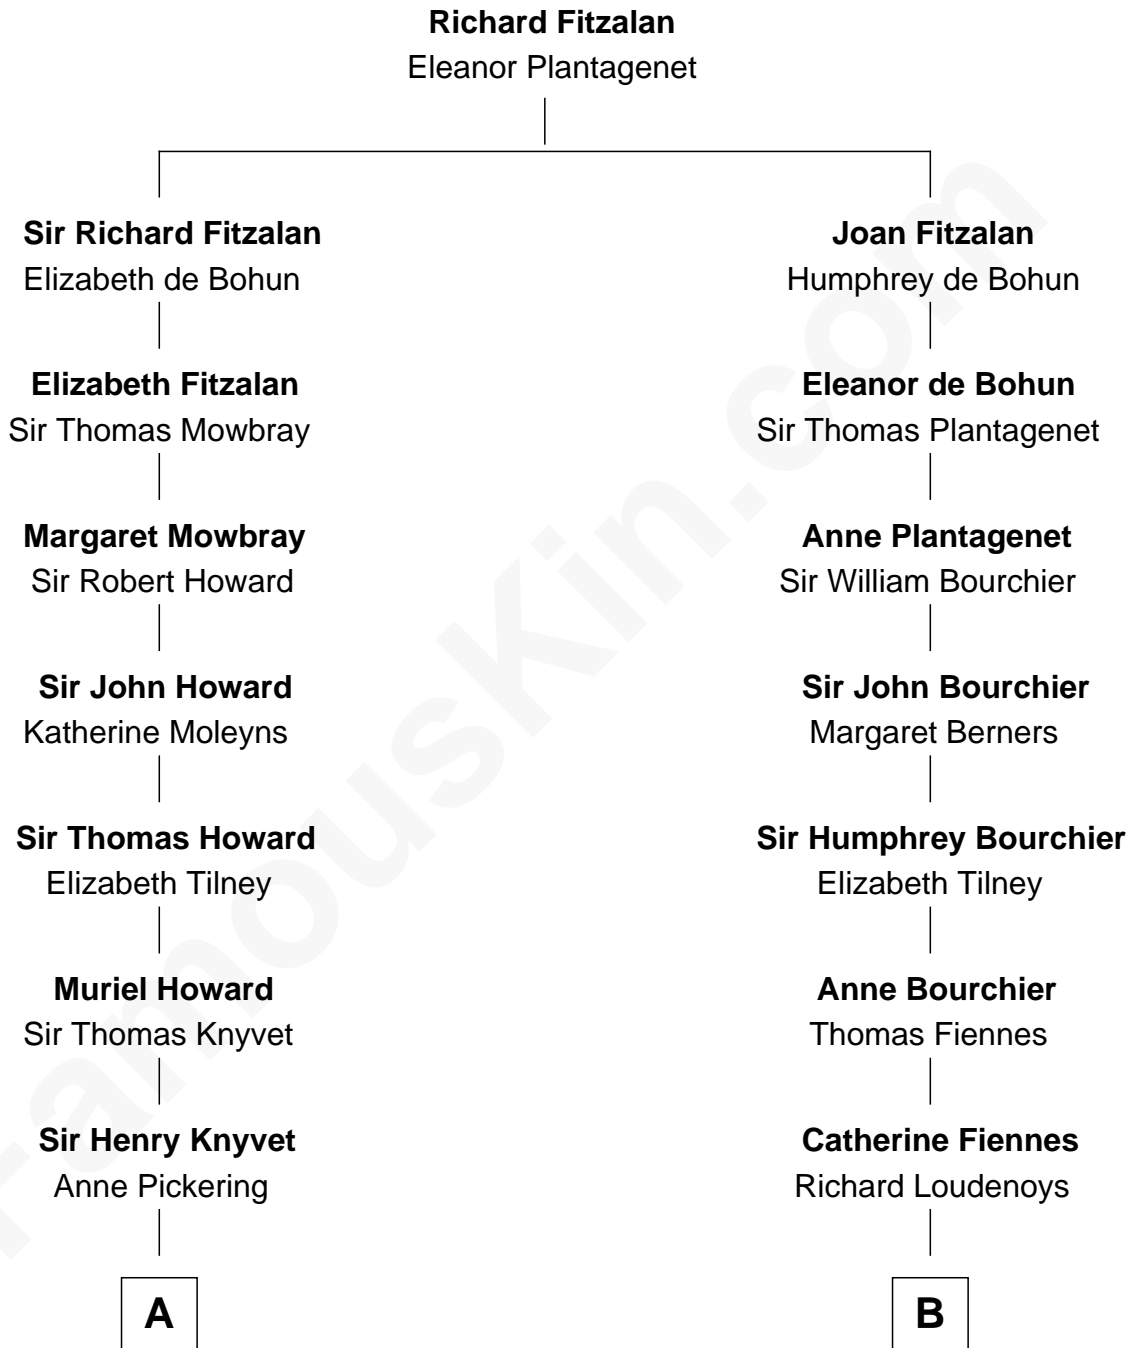 Richard Fitzalan
Eleanor Plantagenet
Sir Richard Fitzalan
Elizabeth de Bohun
Elizabeth Fitzalan
Sir Thomas Mowbray
Margaret Mowbray
Sir Robert Howard
Sir John Howard
Katherine Moleyns
Sir Thomas Howard
Elizabeth Tilney
Muriel Howard
Sir Thomas Knyvet
Sir Henry Knyvet
Anne Pickering
A
Joan Fitzalan
Humphrey de Bohun
Eleanor de Bohun
Sir Thomas Plantagenet
Anne Plantagenet
Sir William Bourchier
Sir John Bourchier
Margaret Berners
Sir Humphrey Bourchier
Elizabeth Tilney
Anne Bourchier
Thomas Fiennes
Catherine Fiennes
Richard Loudenoys
B
FamousKin.com